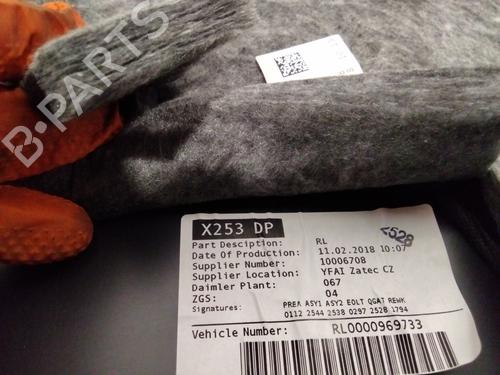 B-PARTS
X253 DP
Part Desciption: RL
Date Of Production: 11.02.2018 10:07
Supplier Number: 10006708
Supplier Location: YFAI Zatec CZ
Daimler Plant: 067
ZGS: 04
Signatures: PREA ASY1 ASY2 EOLT QGAT REWK
0112 2544 2538 0297 2528 1794
Vehicle Number: RL0000969733
2528